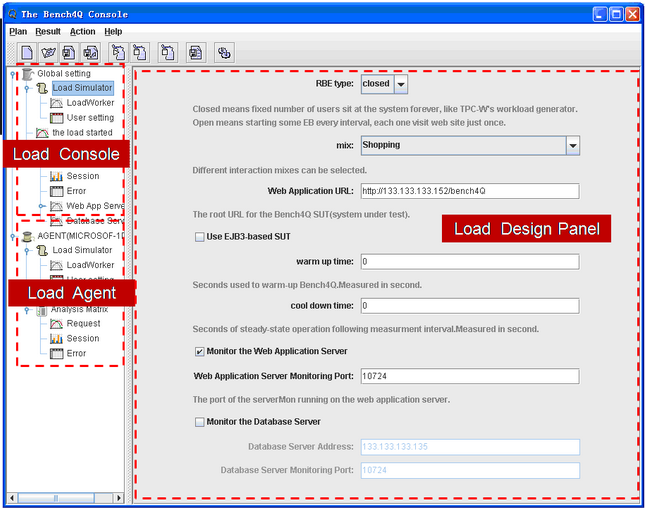 The Bench4Q Console
Plan Result Action Help
Global setting
Load Simulator
LoadWorker
User setting
the load started
Load Console
Session
Error
Web App Serve
Database Serv
AGENT(MICROSOF-1D
Load Simulator
LoadWorker
User setting
Load Agent
Analysis Matrix
Request
Session
Error
RBE type: closed
Closed means fixed number of users sit at the system forever, like TPC-W's workload generator.
Open means starting some EB every interval, each one visit web site just once.
mix: Shopping
Different interaction mixes can be selected.
Web Application URL: http://133.133.133.152/bench4Q
The root URL for the Bench4Q SUT(system under test).
Load Design Panel
Use EJB3-based SUT
warm up time: 0
Seconds used to warm-up Bench4Q.Measured in second.
cool down time: 0
Seconds of steady-state operation following measurment interval.Measured in second.
Monitor the Web Application Server
Web Application Server Monitoring Port: 10724
The port of the serverMon running on the web application server.
Monitor the Database Server
Database Server Address: 133.133.133.135
Database Server Monitoring Port: 10724